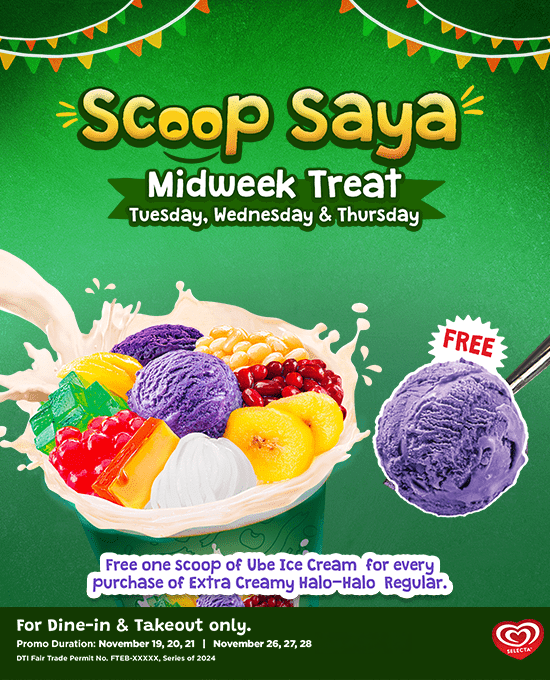 Scoop Saya
Midweek Treat
Tuesday, Wednesday & Thursday
FREE
Free one scoop of Ube Ice Cream for every
purchase of Extra Creamy Halo-Halo Regular.
For Dine-in & Takeout only.
Promo Duration: November 19, 20, 21 | November 26, 27, 28
DTI Fair Trade Permit No. FTEB-XXXXX, Series of 2024
SELECTA